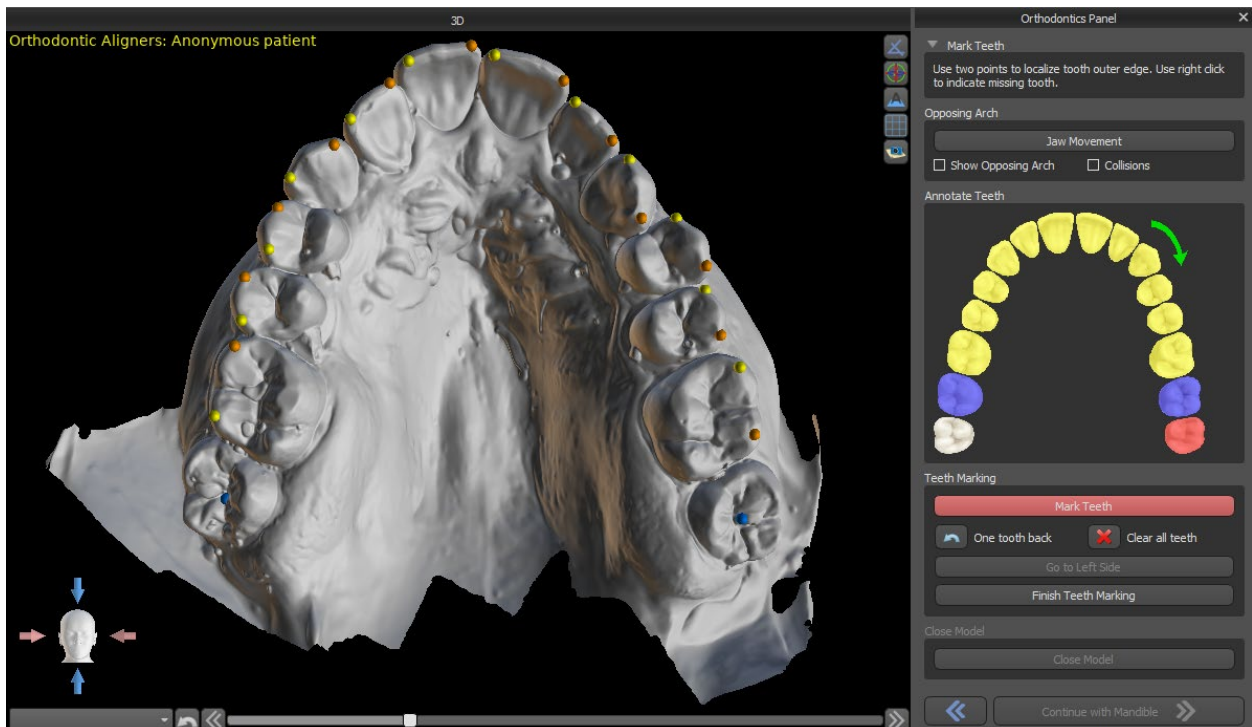 3D
Orthodontic Aligners: Anonymous patient
Orthodontics Panel
Mark Teeth
Use two points to localize tooth outer edge. Use right click
to indicate missing tooth.
Opposing Arch
Jaw Movement
Show Opposing Arch
Collisions
Annotate Teeth
Teeth Marking
Mark Teeth
One tooth back
Clear all teeth
Go to Left Side
Finish Teeth Marking
Close Model
Close Model
Continue with Mandible